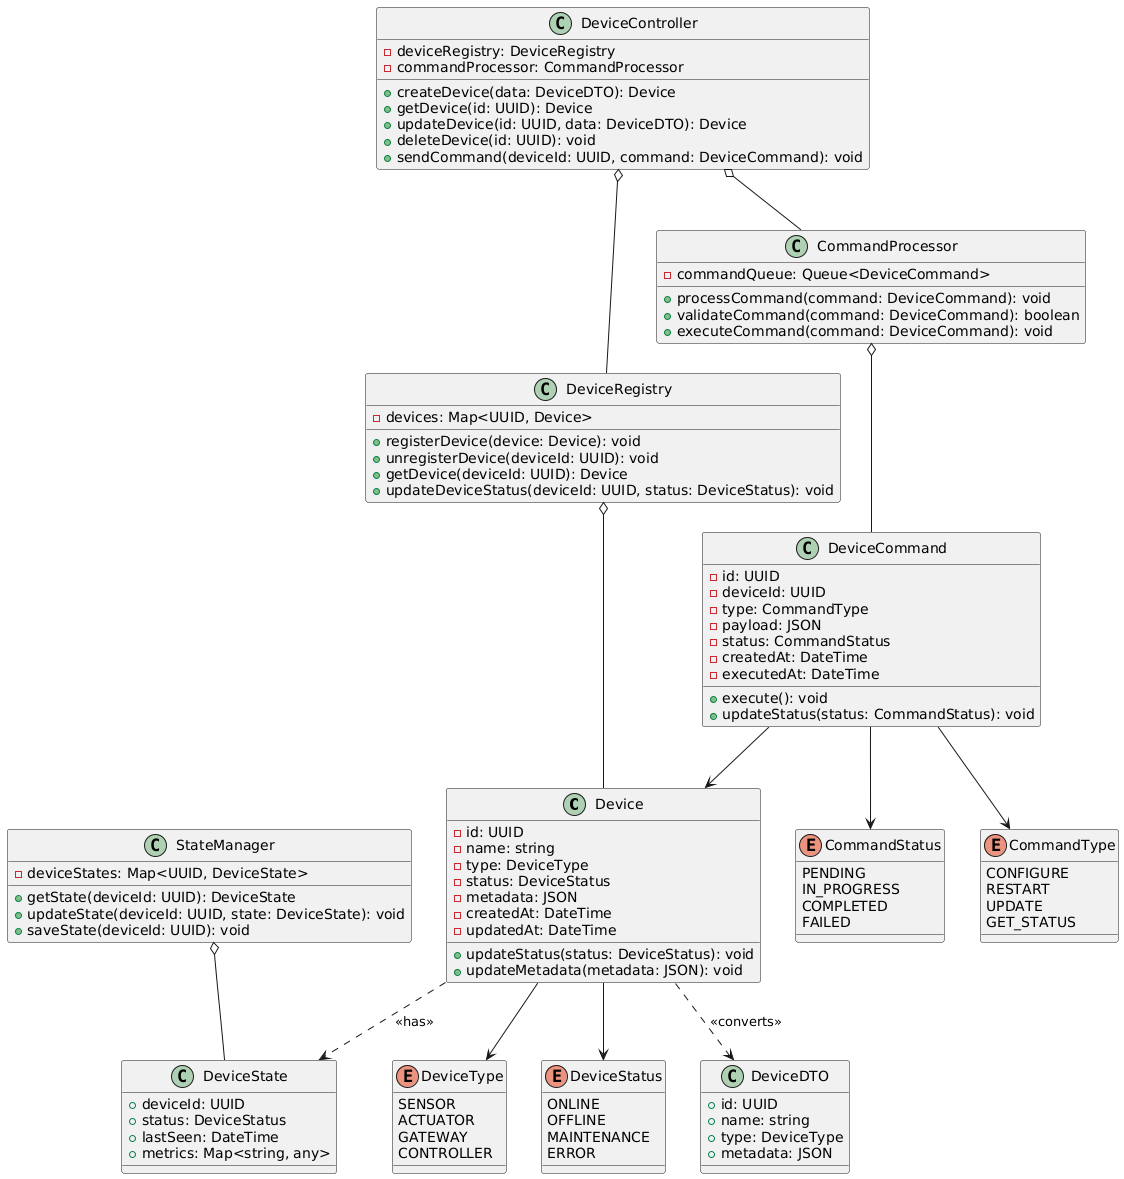 C DeviceController
deviceRegistry: DeviceRegistry
commandProcessor: CommandProcessor
createDevice(data: DeviceDTO): Device
getDevice(id: UUID): Device
updateDevice(id: UUID, data: DeviceDTO): Device
deleteDevice(id: UUID): void
sendCommand(deviceId: UUID, command: DeviceCommand): void
C CommandProcessor
commandQueue: Queue<DeviceCommand>
processCommand(command: DeviceCommand): void
validateCommand(command: DeviceCommand): boolean
executeCommand(command: DeviceCommand): void
C DeviceRegistry
devices: Map<UUID, Device>
registerDevice(device: Device): void
unregisterDevice(deviceId: UUID): void
getDevice(deviceId: UUID): Device
updateDeviceStatus(deviceId: UUID, status: DeviceStatus): void
C DeviceCommand
id: UUID
deviceId: UUID
type: CommandType
payload: JSON
status: CommandStatus
createdAt: DateTime
executedAt: DateTime
execute(): void
updateStatus(status: CommandStatus): void
C StateManager
deviceStates: Map<UUID, DeviceState>
getState(deviceId: UUID): DeviceState
updateState(deviceId: UUID, state: DeviceState): void
saveState(deviceId: UUID): void
C Device
id: UUID
name: string
type: DeviceType
status: DeviceStatus
metadata: JSON
createdAt: DateTime
updatedAt: DateTime
updateStatus(status: DeviceStatus): void
updateMetadata(metadata: JSON): void
E CommandStatus
PENDING
IN_PROGRESS
COMPLETED
FAILED
E CommandType
CONFIGURE
RESTART
UPDATE
GET_STATUS
«has»
«converts»
C DeviceState
deviceId: UUID
status: DeviceStatus
lastSeen: DateTime
metrics: Map<string, any>
E DeviceType
SENSOR
ACTUATOR
GATEWAY
CONTROLLER
E DeviceStatus
ONLINE
OFFLINE
MAINTENANCE
ERROR
C DeviceDTO
id: UUID
name: string
type: DeviceType
metadata: JSON